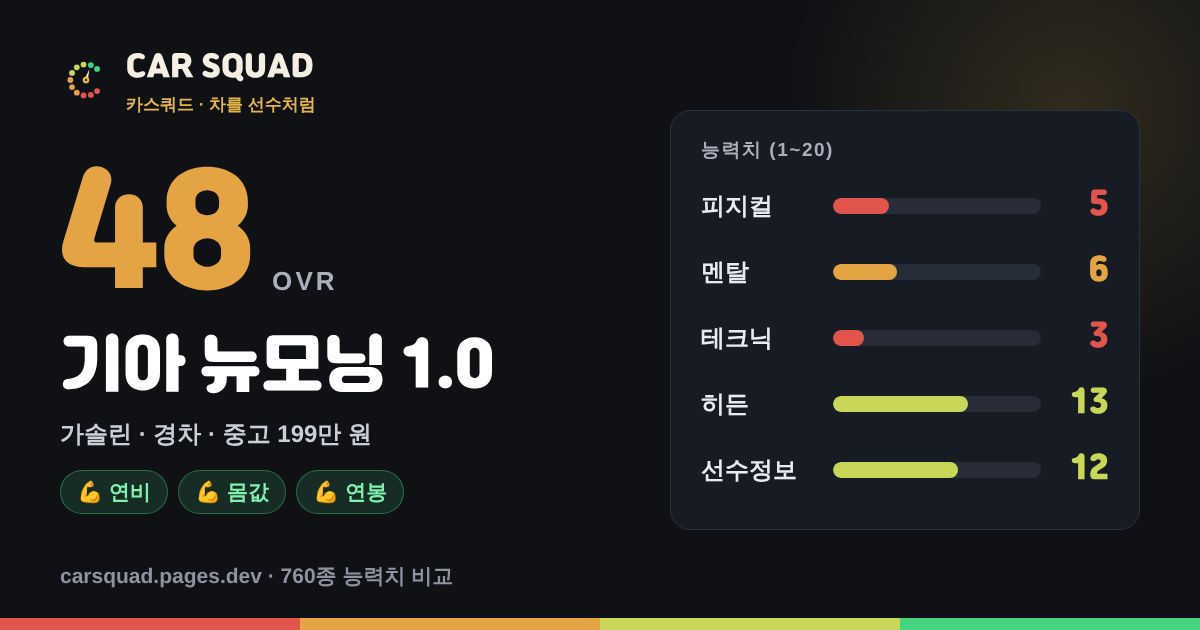 CAR SQUAD
카스쿼드 · 차를 선수처럼
48 OVR
기아 뉴모닝 1.0
가솔린 · 경차 · 중고 199만 원
💪 연비 💪 몸값 💪 연봉
carsquad.pages.dev · 760종 능력치 비교
능력치 (1~20)
피지컬 5
멘탈 6
테크닉 3
히든 13
선수정보 12